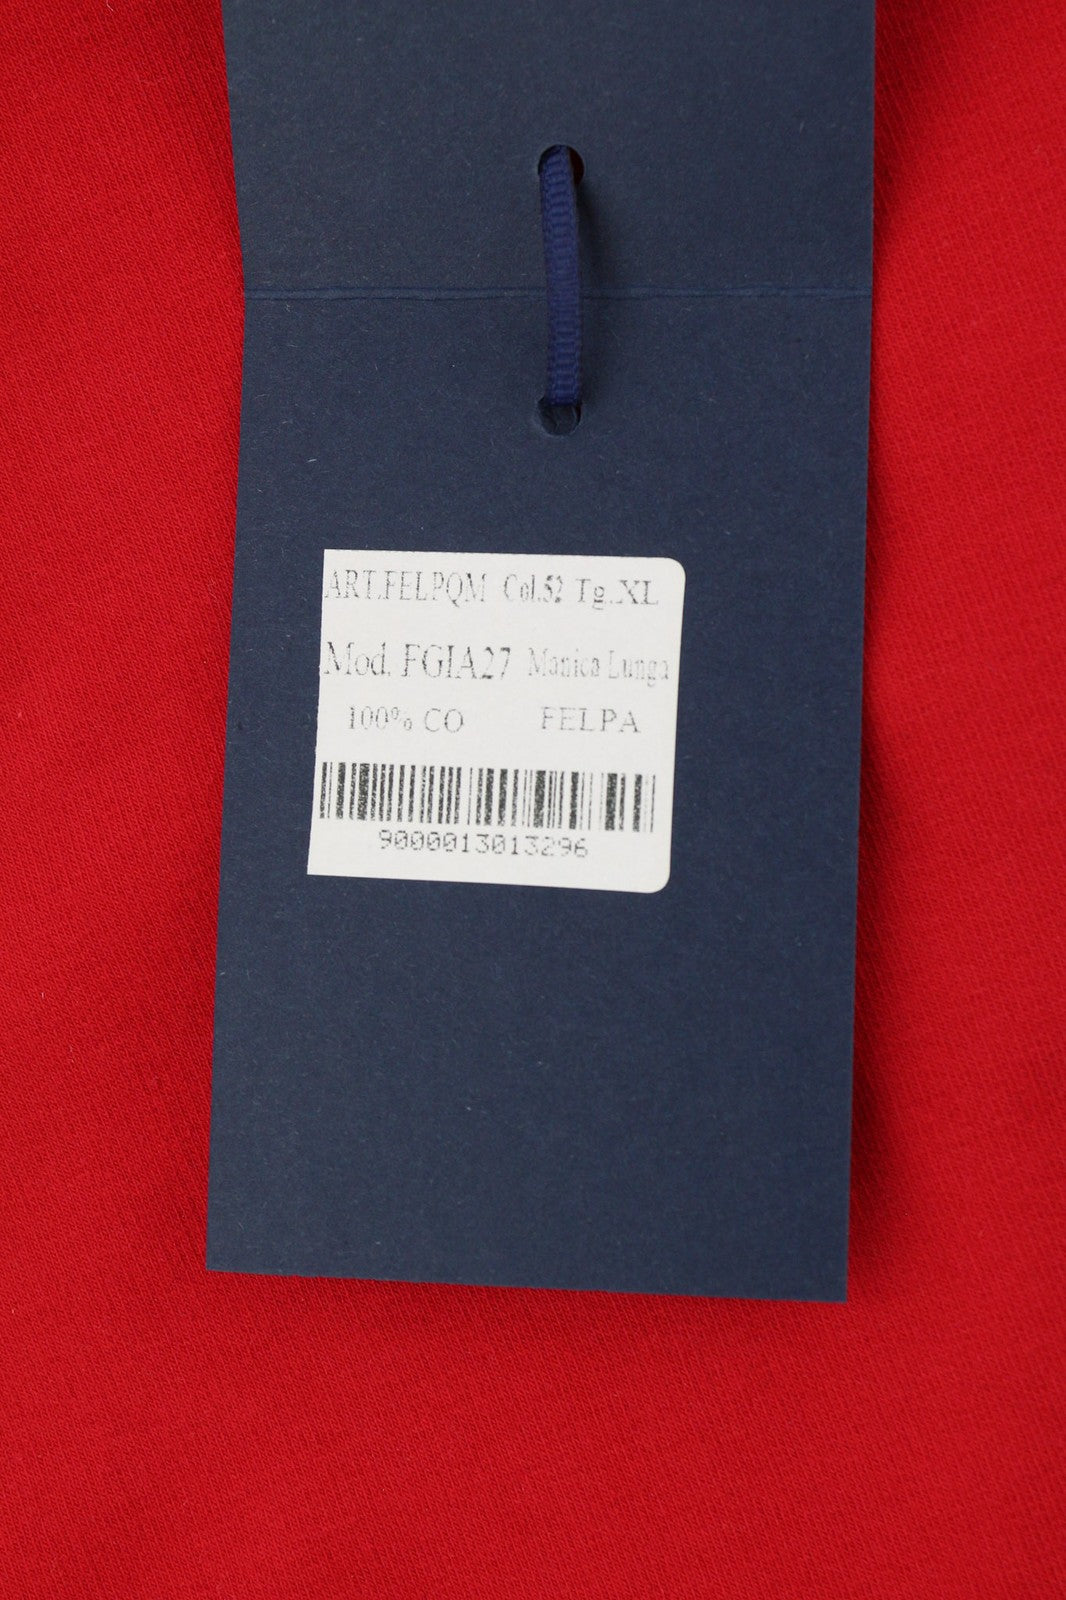 ART.FELPQM Col.52 Tg.XL
Mod. FGIA27 Manica Lunga
100% CO FELPA
9000013013296